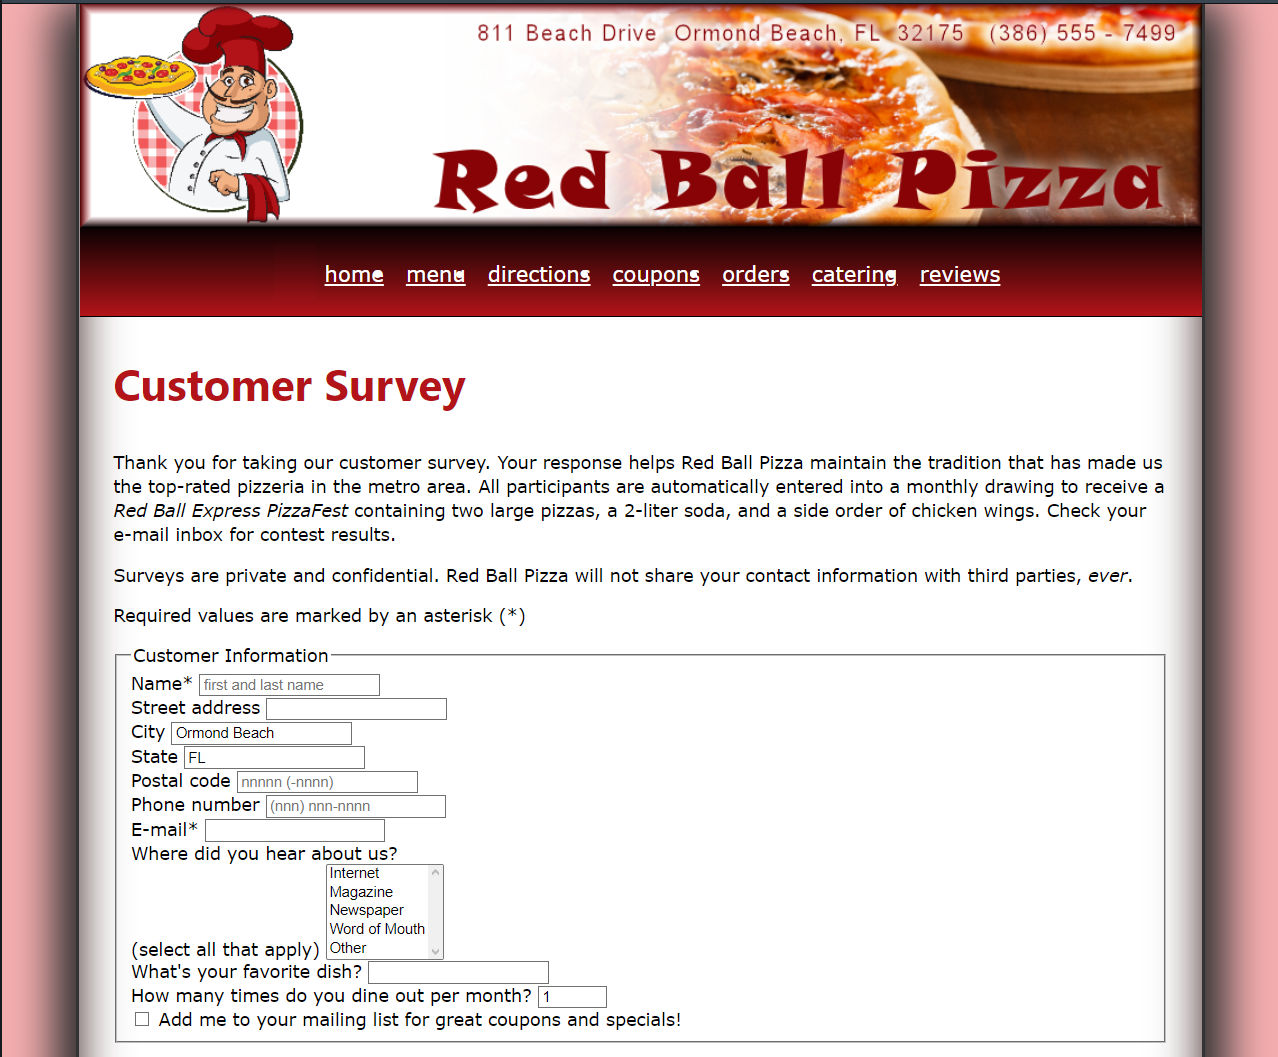 811 Beach Drive Ormond Beach, FL 32175 (386) 555 - 7499
Red Ball Pizza
home menu directions coupons orders catering reviews
Customer Survey
Thank you for taking our customer survey. Your response helps Red Ball Pizza maintain the tradition that has made us
the top-rated pizzeria in the metro area. All participants are automatically entered into a monthly drawing to receive a
Red Ball Express PizzaFest containing two large pizzas, a 2-liter soda, and a side order of chicken wings. Check your
e-mail inbox for contest results.
Surveys are private and confidential. Red Ball Pizza will not share your contact information with third parties, ever.
Required values are marked by an asterisk (*)
Customer Information
Name* first and last name
Street address
City Ormond Beach
State FL
Postal code nnnnn (-nnnn)
Phone number (nnn) nnn-nnnn
E-mail*
Where did you hear about us?
Internet
Magazine
Newspaper
Word of Mouth
(select all that apply) Other
What's your favorite dish?
How many times do you dine out per month? 1
Add me to your mailing list for great coupons and specials!